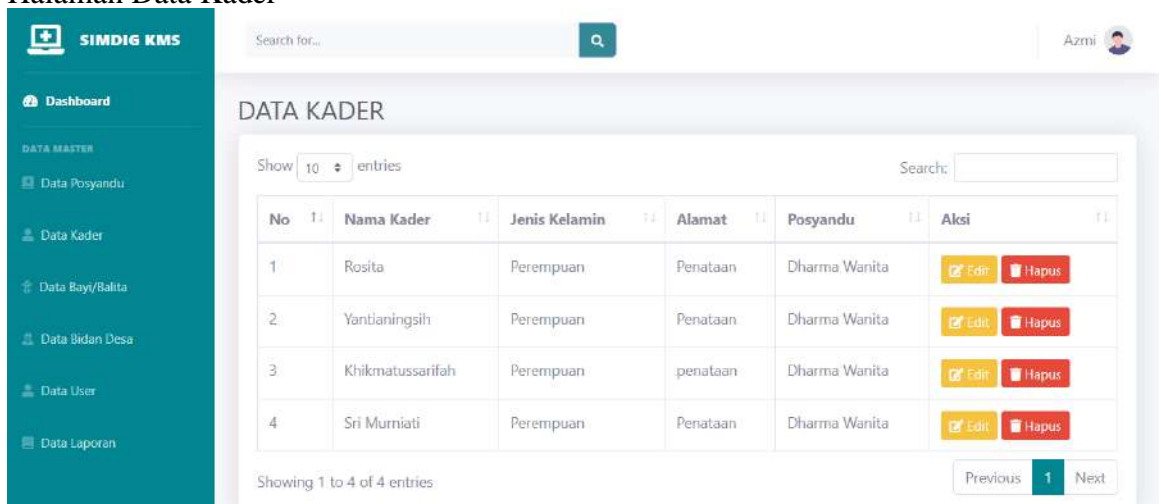 Halaman Data Kader
SIMDIG KMS
Search for...
Azmi
Dashboard
DATA MASTER
Data Posyandu
Data Kader
Data Bayi/Balita
Data Bidan Desa
Data User
Data Laporan
DATA KADER
Show 10 entries
Search:
No Nama Kader Jenis Kelamin Alamat Posyandu Aksi
1 Rosita Perempuan Penataan Dharma Wanita Edit Hapus
2 Yantianingsih Perempuan Penataan Dharma Wanita Edit Hapus
3 Khikmatussarifah Perempuan penataan Dharma Wanita Edit Hapus
4 Sri Murniati Perempuan Penataan Dharma Wanita Edit Hapus
Showing 1 to 4 of 4 entries
Previous 1 Next